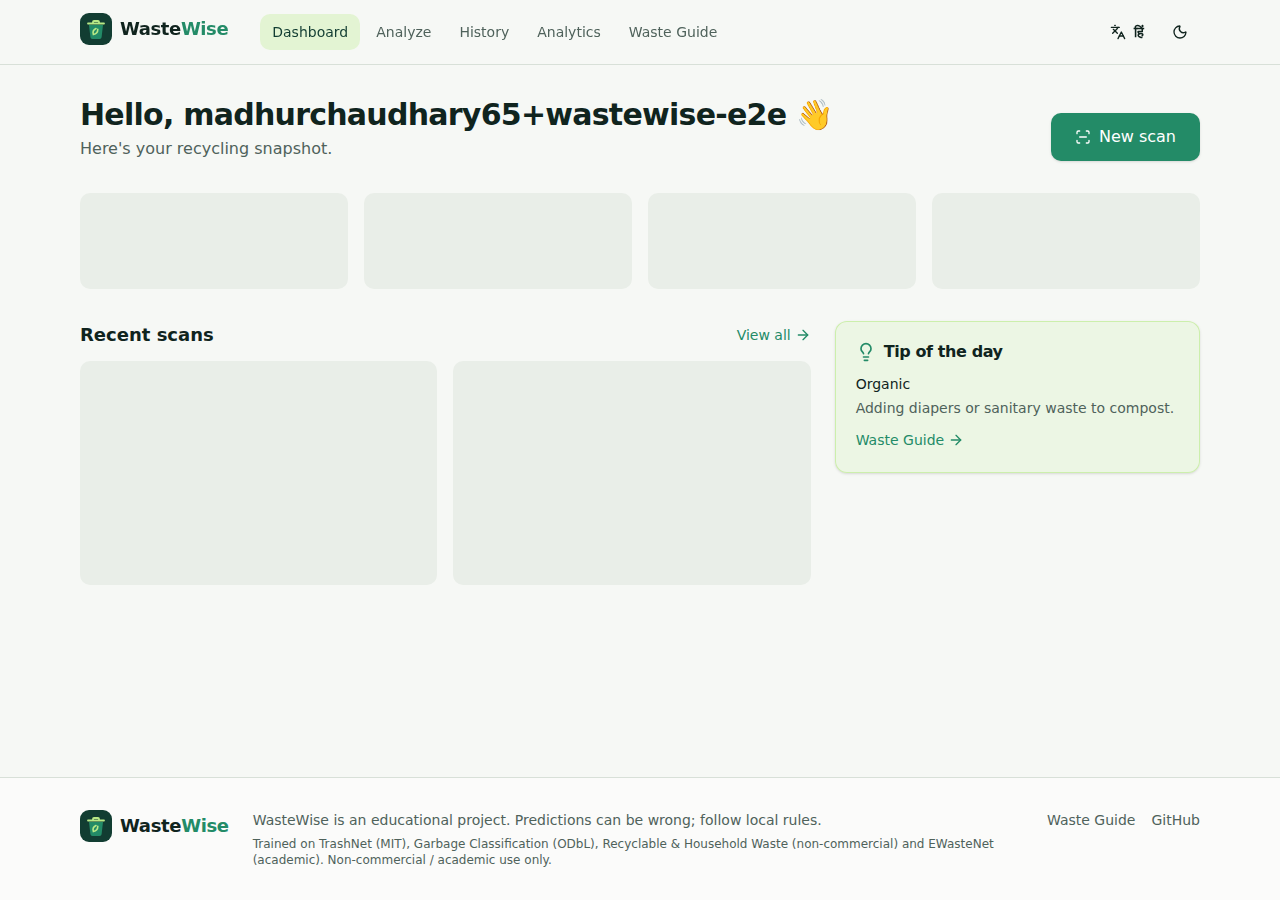 WasteWise
Dashboard
Analyze
History
Analytics
Waste Guide
हिं
Hello, madhurchaudhary65+wastewise-e2e 👋
Here's your recycling snapshot.
New scan
Recent scans
View all →
Tip of the day
Organic
Adding diapers or sanitary waste to compost.
Waste Guide →
WasteWise
WasteWise is an educational project. Predictions can be wrong; follow local rules.
Trained on TrashNet (MIT), Garbage Classification (ODbL), Recyclable & Household Waste (non-commercial) and EWasteNet
(academic). Non-commercial / academic use only.
Waste Guide
GitHub